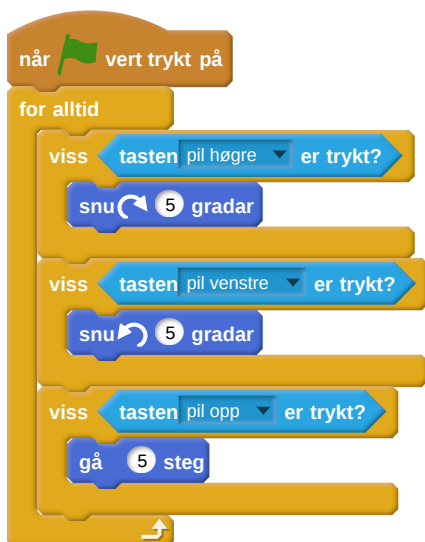 når vert trykt på
for alltid
viss tasten pil høgre er trykt?
snu 5 gradar
viss tasten pil venstre er trykt?
snu 5 gradar
viss tasten pil opp er trykt?
gå 5 steg